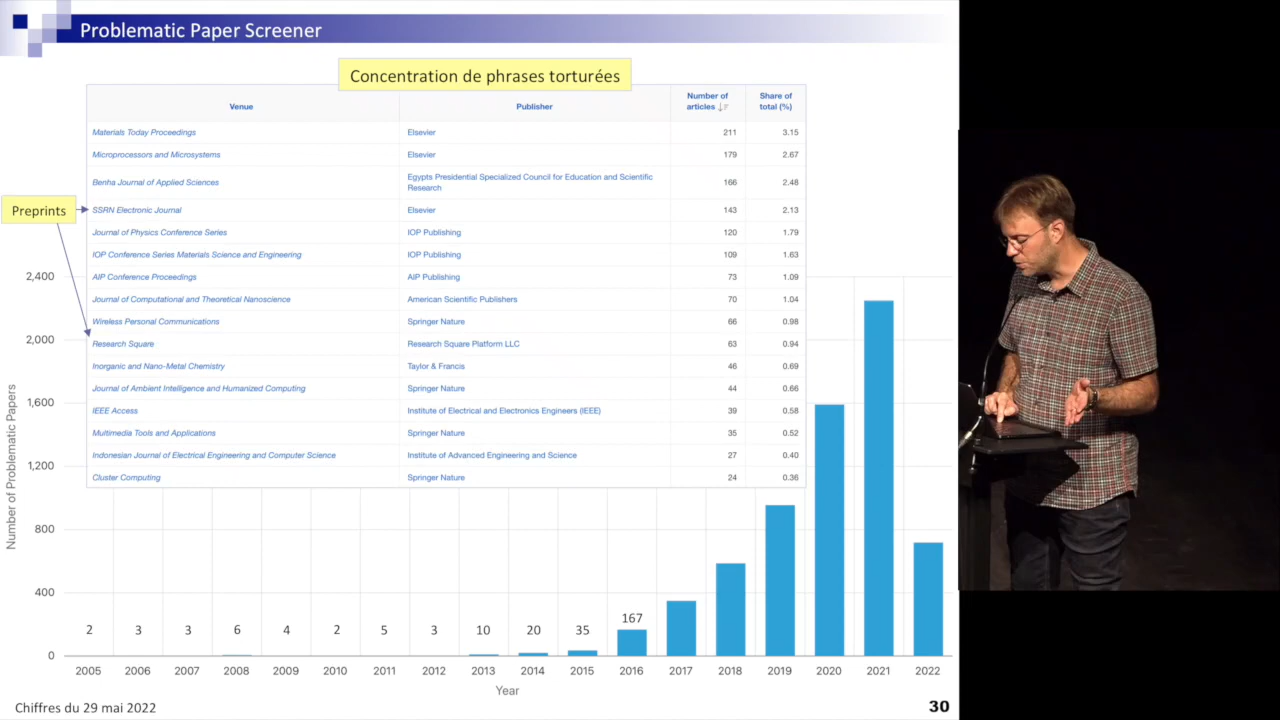 Problematic Paper Screener
Concentration de phrases torturées
Venue Publisher Number of articles Share of total (%)
Materials Today Proceedings Elsevier 211 3.15
Microprocessors and Microsystems Elsevier 179 2.67
Benha Journal of Applied Sciences Egypts Presidential Specialized Council for Education and Scientific Research 166 2.48
Preprints
SSRN Electronic Journal Elsevier 143 2.13
Journal of Physics Conference Series IOP Publishing 120 1.79
IOP Conference Series Materials Science and Engineering IOP Publishing 109 1.63
AIP Conference Proceedings AIP Publishing 73 1.09
Journal of Computational and Theoretical Nanoscience American Scientific Publishers 70 1.04
Wireless Personal Communications Springer Nature 66 0.98
Research Square Research Square Platform LLC 63 0.94
Inorganic and Nano-Metal Chemistry Taylor & Francis 46 0.69
Journal of Ambient Intelligence and Humanized Computing Springer Nature 44 0.66
IEEE Access Institute of Electrical and Electronics Engineers (IEEE) 39 0.58
Multimedia Tools and Applications Springer Nature 35 0.52
Indonesian Journal of Electrical Engineering and Computer Science Institute of Advanced Engineering and Science 27 0.40
Cluster Computing Springer Nature 24 0.36
Number of Problematic Papers
2,400
2,000
1,600
1,200
800
400
0
2 3 3 6 4 2 5 3 10 20 35 167
2005 2006 2007 2008 2009 2010 2011 2012 2013 2014 2015 2016 2017 2018 2019 2020 2021 2022
Year
Chiffres du 29 mai 2022
30